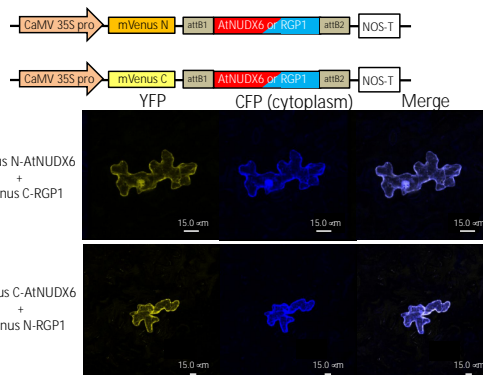 CaMV 35S pro mVenus N attB1 AtNUDX6 or RGP1 attB2 NOS-T
CaMV 35S pro mVenus C attB1 AtNUDX6 or RGP1 attB2 NOS-T
YFP CFP (cytoplasm) Merge
us N-AtNUDX6
+
nus C-RGP1
15.0 ∝m 15.0 ∝m 15.0 ∝m
us C-AtNUDX6
+
nus N-RGP1
15.0 ∝m 15.0 ∝m 15.0 ∝m